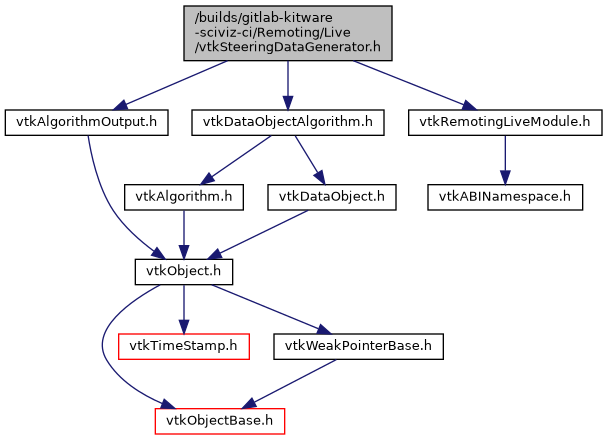 /builds/gitlab-kitware
-sciviz-ci/Remoting/Live
/vtkSteeringDataGenerator.h
vtkAlgorithmOutput.h
vtkDataObjectAlgorithm.h
vtkRemotingLiveModule.h
vtkAlgorithm.h
vtkDataObject.h
vtkABINamespace.h
vtkObject.h
vtkTimeStamp.h
vtkWeakPointerBase.h
vtkObjectBase.h